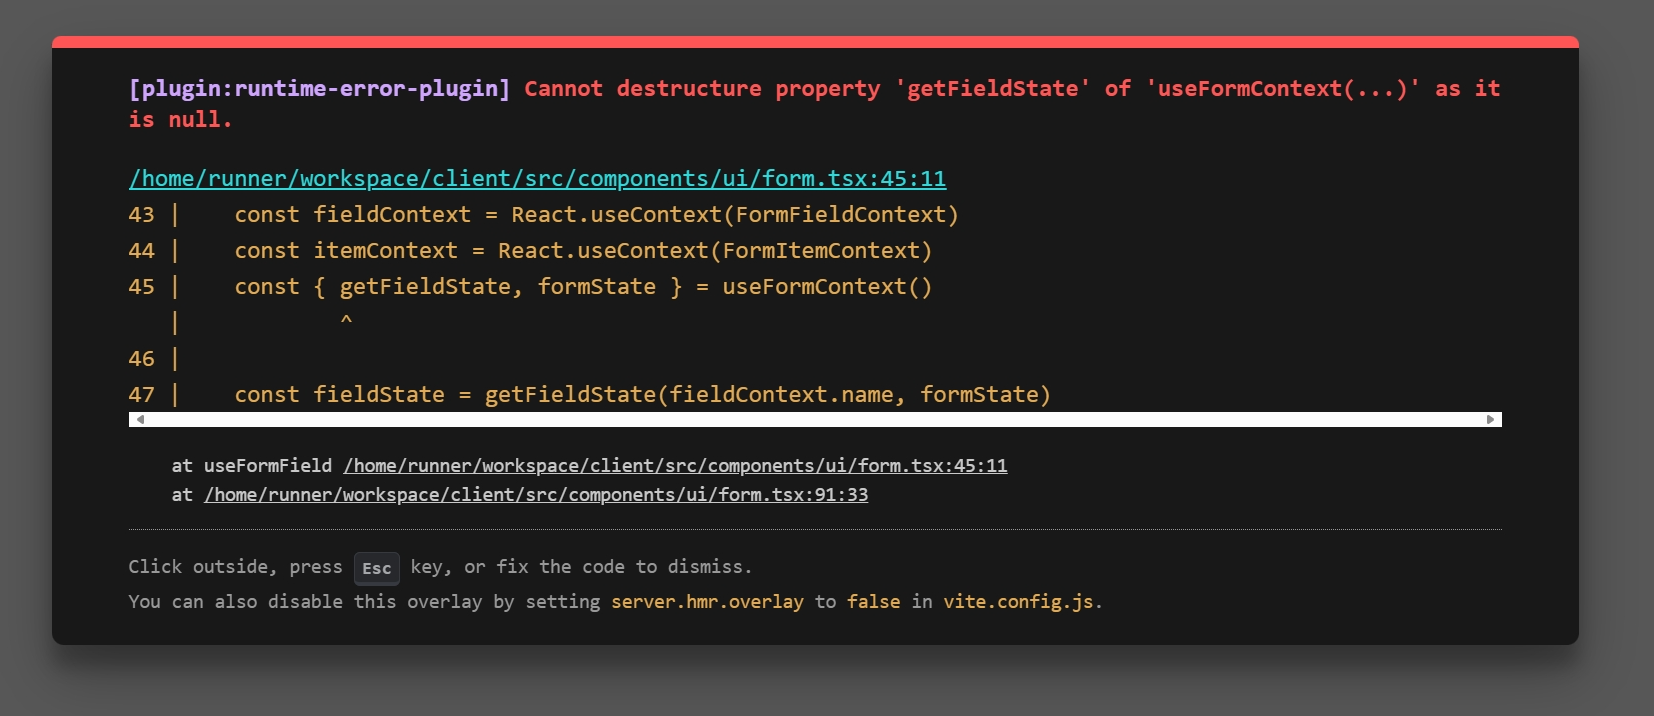 [plugin:runtime-error-plugin] Cannot destructure property 'getFieldState' of 'useFormContext(...)' as it
is null.
/home/runner/workspace/client/src/components/ui/form.tsx:45:11
43 |    const fieldContext = React.useContext(FormFieldContext)
44 |    const itemContext = React.useContext(FormItemContext)
45 |    const { getFieldState, formState } = useFormContext()
   |            ^
46 |
47 |    const fieldState = getFieldState(fieldContext.name, formState)
at useFormField /home/runner/workspace/client/src/components/ui/form.tsx:45:11
at /home/runner/workspace/client/src/components/ui/form.tsx:91:33
Click outside, press Esc key, or fix the code to dismiss.
You can also disable this overlay by setting server.hmr.overlay to false in vite.config.js.